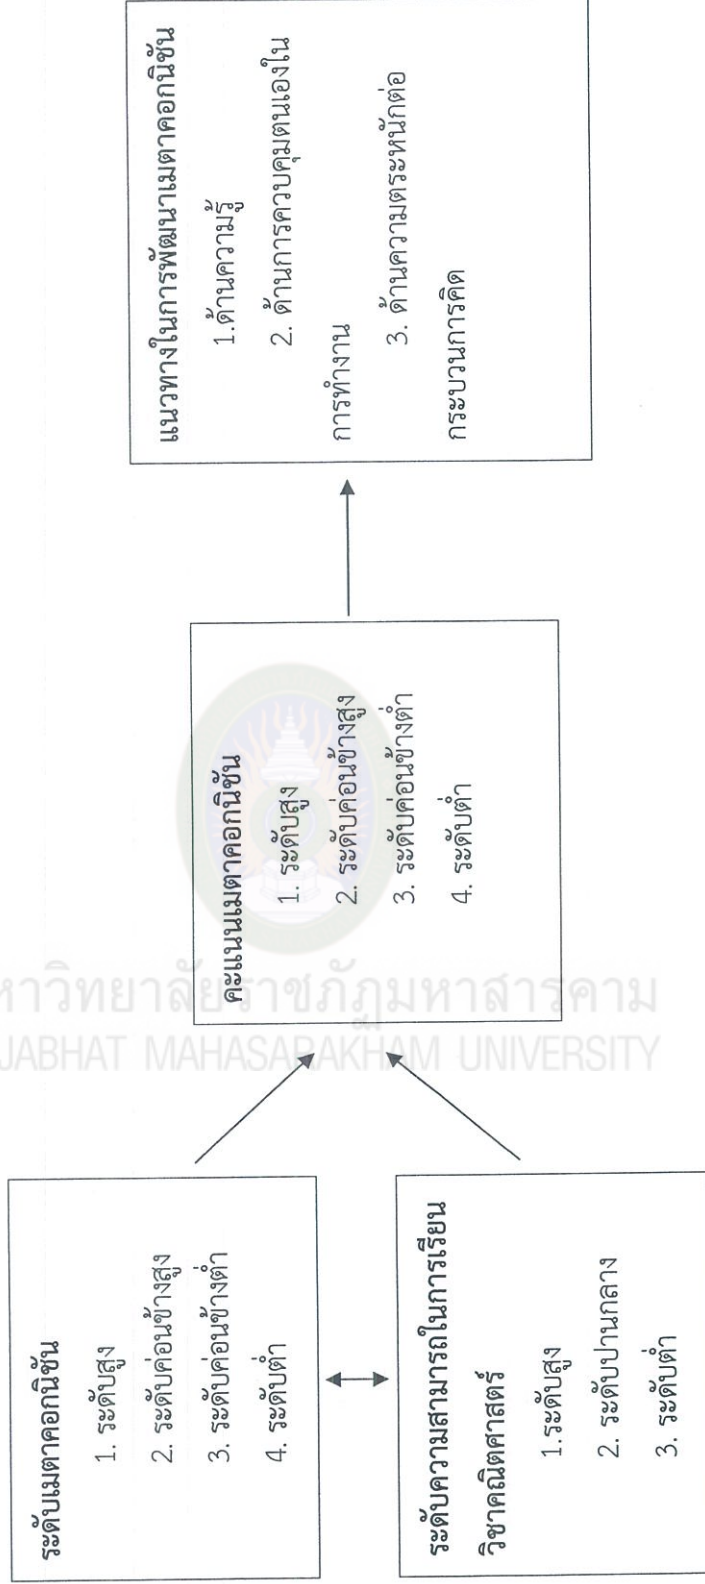 ระดับเมตาคอกนิชัน
1. ระดับสูง
2. ระดับค่อนข้างสูง
3. ระดับค่อนข้างต่ำ
4. ระดับต่ำ
ระดับความสามารถในการเรียน
วิชาคณิตศาสตร์
1.ระดับสูง
2. ระดับปานกลาง
3. ระดับต่ำ
คะแนนเมตาคอกนิชัน
1. ระดับสูง
2. ระดับค่อนข้างสูง
3. ระดับค่อนข้างต่ำ
4. ระดับต่ำ
แนวทางในการพัฒนาเมตาคอกนิชัน
1.ด้านความรู้
2. ด้านการควบคุมตนเองใน
การทำงาน
3. ด้านความตระหนักต่อ
กระบวนการคิด
หาวิทยาลัยราชภัฏมหาสารคาม
JABHAT MAHASARAKHAM UNIVERSITY